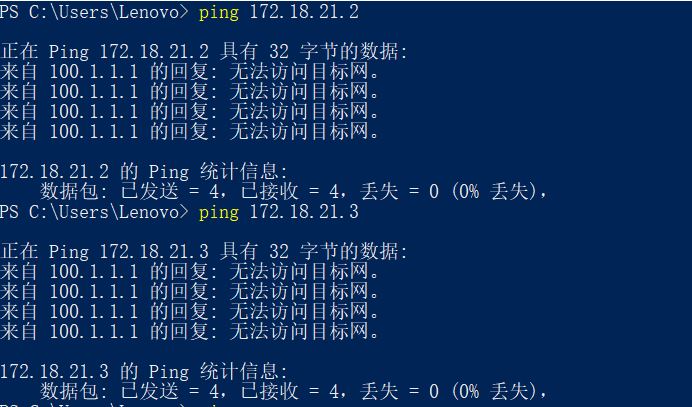 PS C:\Users\Lenovo> ping 172.18.21.2
正在 Ping 172.18.21.2 具有 32 字节的数据:
来自 100.1.1.1 的回复: 无法访问目标网。
来自 100.1.1.1 的回复: 无法访问目标网。
来自 100.1.1.1 的回复: 无法访问目标网。
来自 100.1.1.1 的回复: 无法访问目标网。
172.18.21.2 的 Ping 统计信息:
数据包: 已发送 = 4，已接收 = 4，丢失 = 0 (0% 丢失)，
PS C:\Users\Lenovo> ping 172.18.21.3
正在 Ping 172.18.21.3 具有 32 字节的数据:
来自 100.1.1.1 的回复: 无法访问目标网。
来自 100.1.1.1 的回复: 无法访问目标网。
来自 100.1.1.1 的回复: 无法访问目标网。
来自 100.1.1.1 的回复: 无法访问目标网。
172.18.21.3 的 Ping 统计信息:
数据包: 已发送 = 4，已接收 = 4，丢失 = 0 (0% 丢失)，